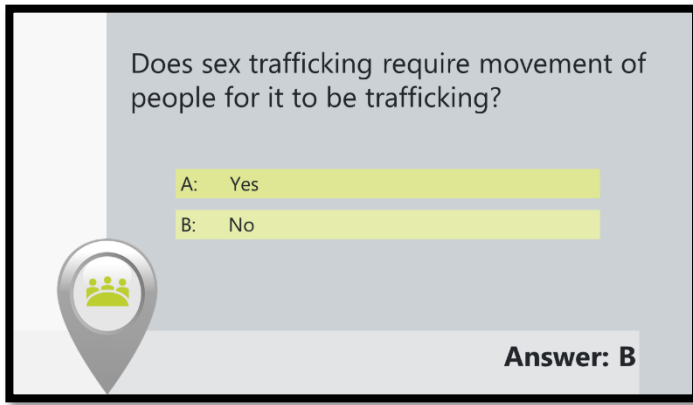 Does sex trafficking require movement of
people for it to be trafficking?
A: Yes
B: No
Answer: B